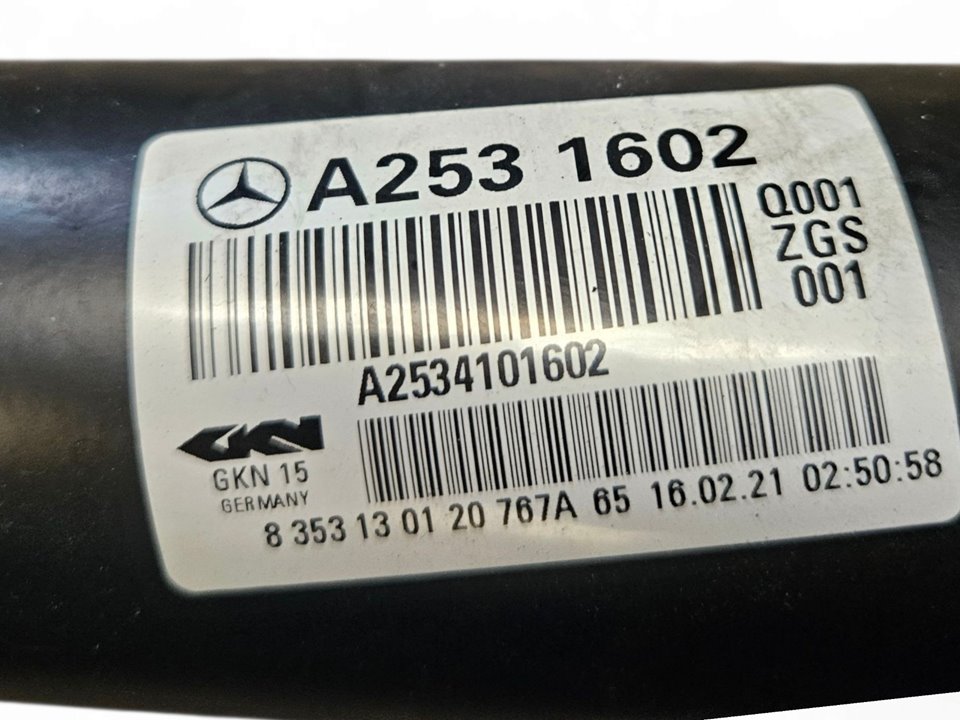 A253 1602
Q001
ZGS
001
A2534101602
GKN
GKN 15
GERMANY
8 353 13 01 20 767A 65 16.02.21 02:50:58